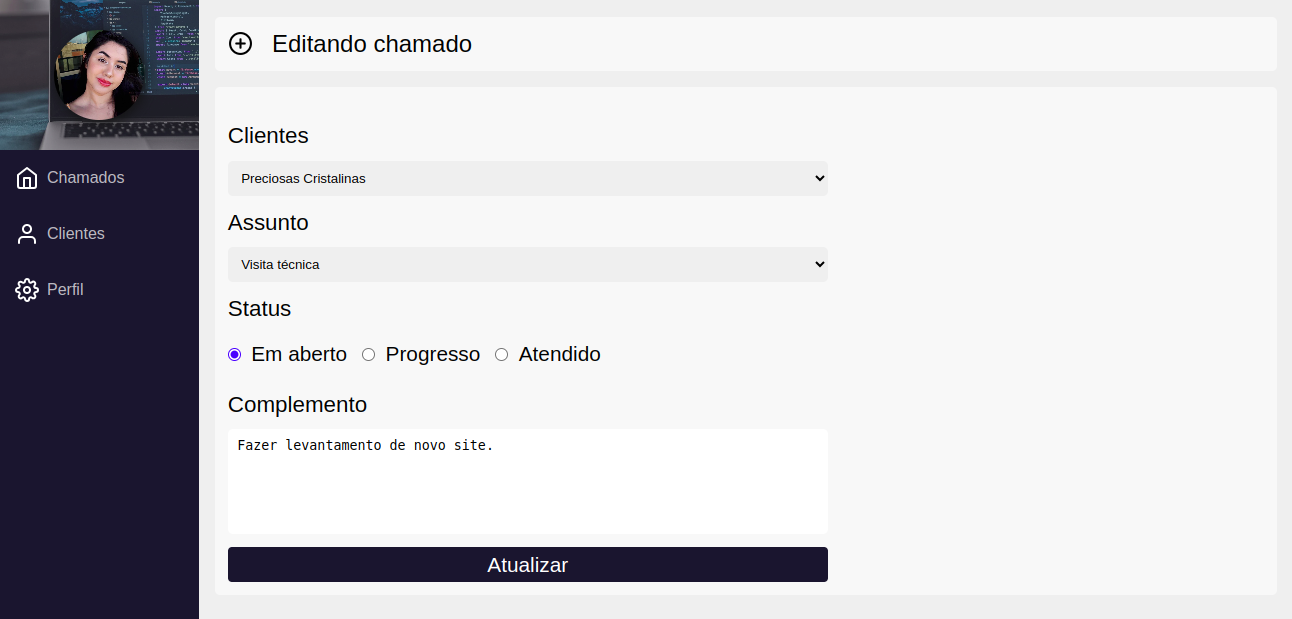 Editando chamado
Chamados
Clientes
Perfil
Clientes
Preciosas Cristalinas
Assunto
Visita técnica
Status
Em aberto Progresso Atendido
Complemento
Fazer levantamento de novo site.
Atualizar